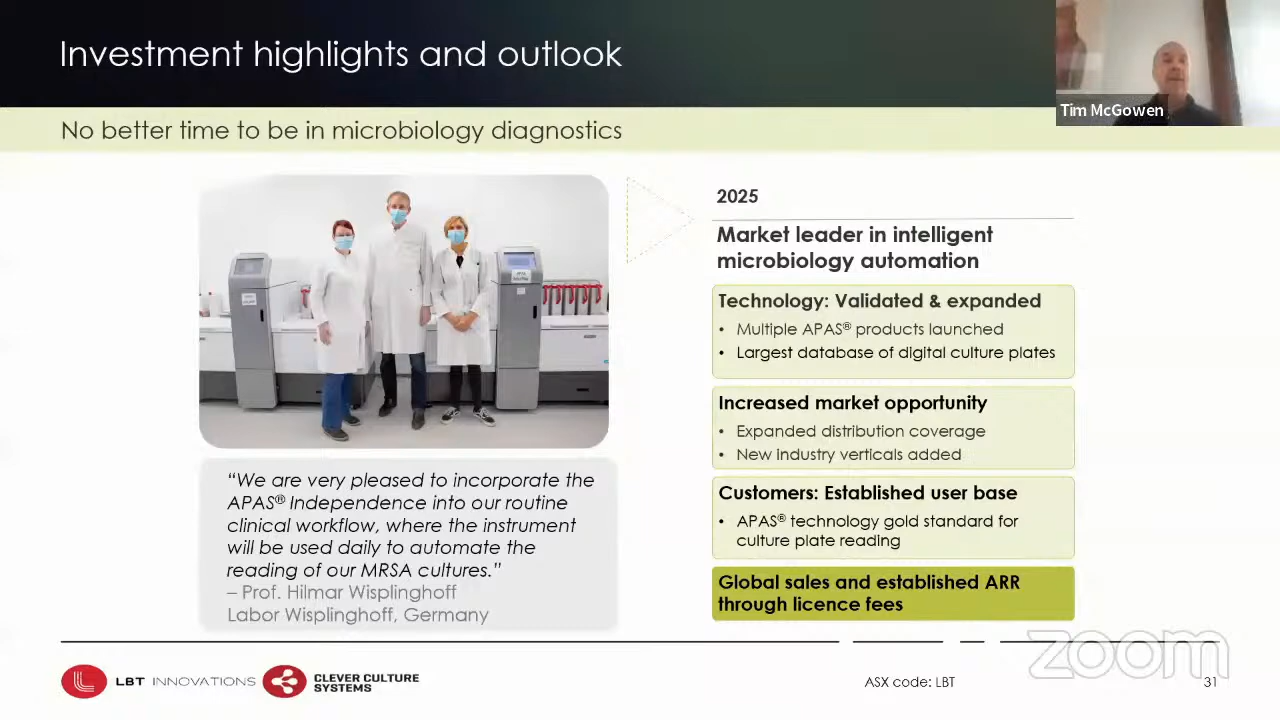 Investment highlights and outlook
Tim McGowen
No better time to be in microbiology diagnostics
2025
Market leader in intelligent
microbiology automation
Technology: Validated & expanded
• Multiple APAS® products launched
• Largest database of digital culture plates
Increased market opportunity
• Expanded distribution coverage
• New industry verticals added
Customers: Established user base
• APAS® technology gold standard for
culture plate reading
Global sales and established ARR
through licence fees
“We are very pleased to incorporate the
APAS® Independence into our routine
clinical workflow, where the instrument
will be used daily to automate the
reading of our MRSA cultures.”
– Prof. Hilmar Wisplinghoff
Labor Wisplinghoff, Germany
LBT INNOVATIONS
CLEVER CULTURE
SYSTEMS
ASX code: LBT
zoom
31